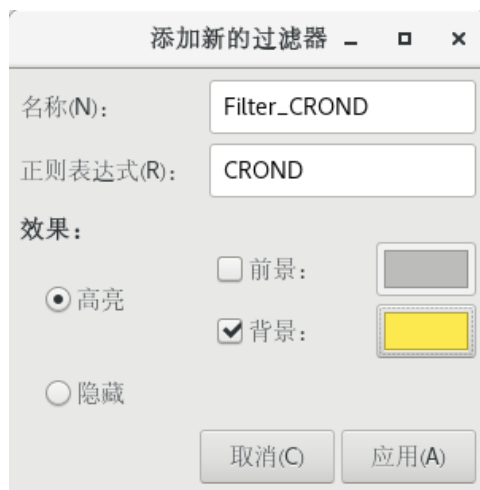 添加新的过滤器
名称(N)： Filter_CROND
正则表达式(R)： CROND
效果：
前景：
高亮
背景：
隐藏
取消(C) 应用(A)